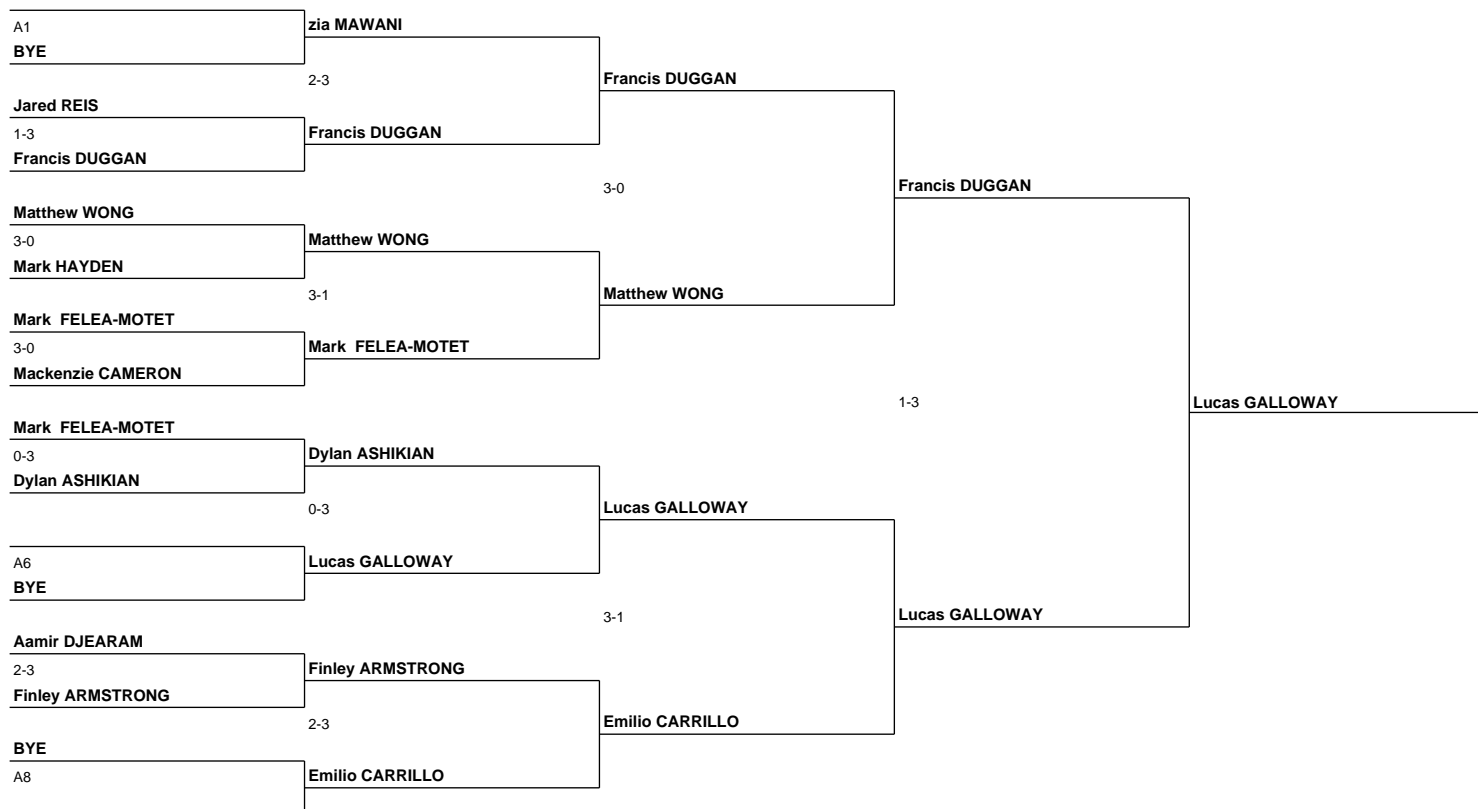 A1
BYE
zia MAWANI
2-3
Jared REIS
1-3
Francis DUGGAN
Francis DUGGAN
Francis DUGGAN
3-0
Matthew WONG
3-0
Mark HAYDEN
Matthew WONG
3-1
Mark  FELEA-MOTET
3-0
Mackenzie CAMERON
Mark  FELEA-MOTET
Matthew WONG
Francis DUGGAN
1-3
Mark  FELEA-MOTET
0-3
Dylan ASHIKIAN
Dylan ASHIKIAN
0-3
A6
BYE
Lucas GALLOWAY
Lucas GALLOWAY
3-1
Aamir DJEARAM
2-3
Finley ARMSTRONG
Finley ARMSTRONG
2-3
BYE
A8
Emilio CARRILLO
Emilio CARRILLO
Lucas GALLOWAY
Lucas GALLOWAY